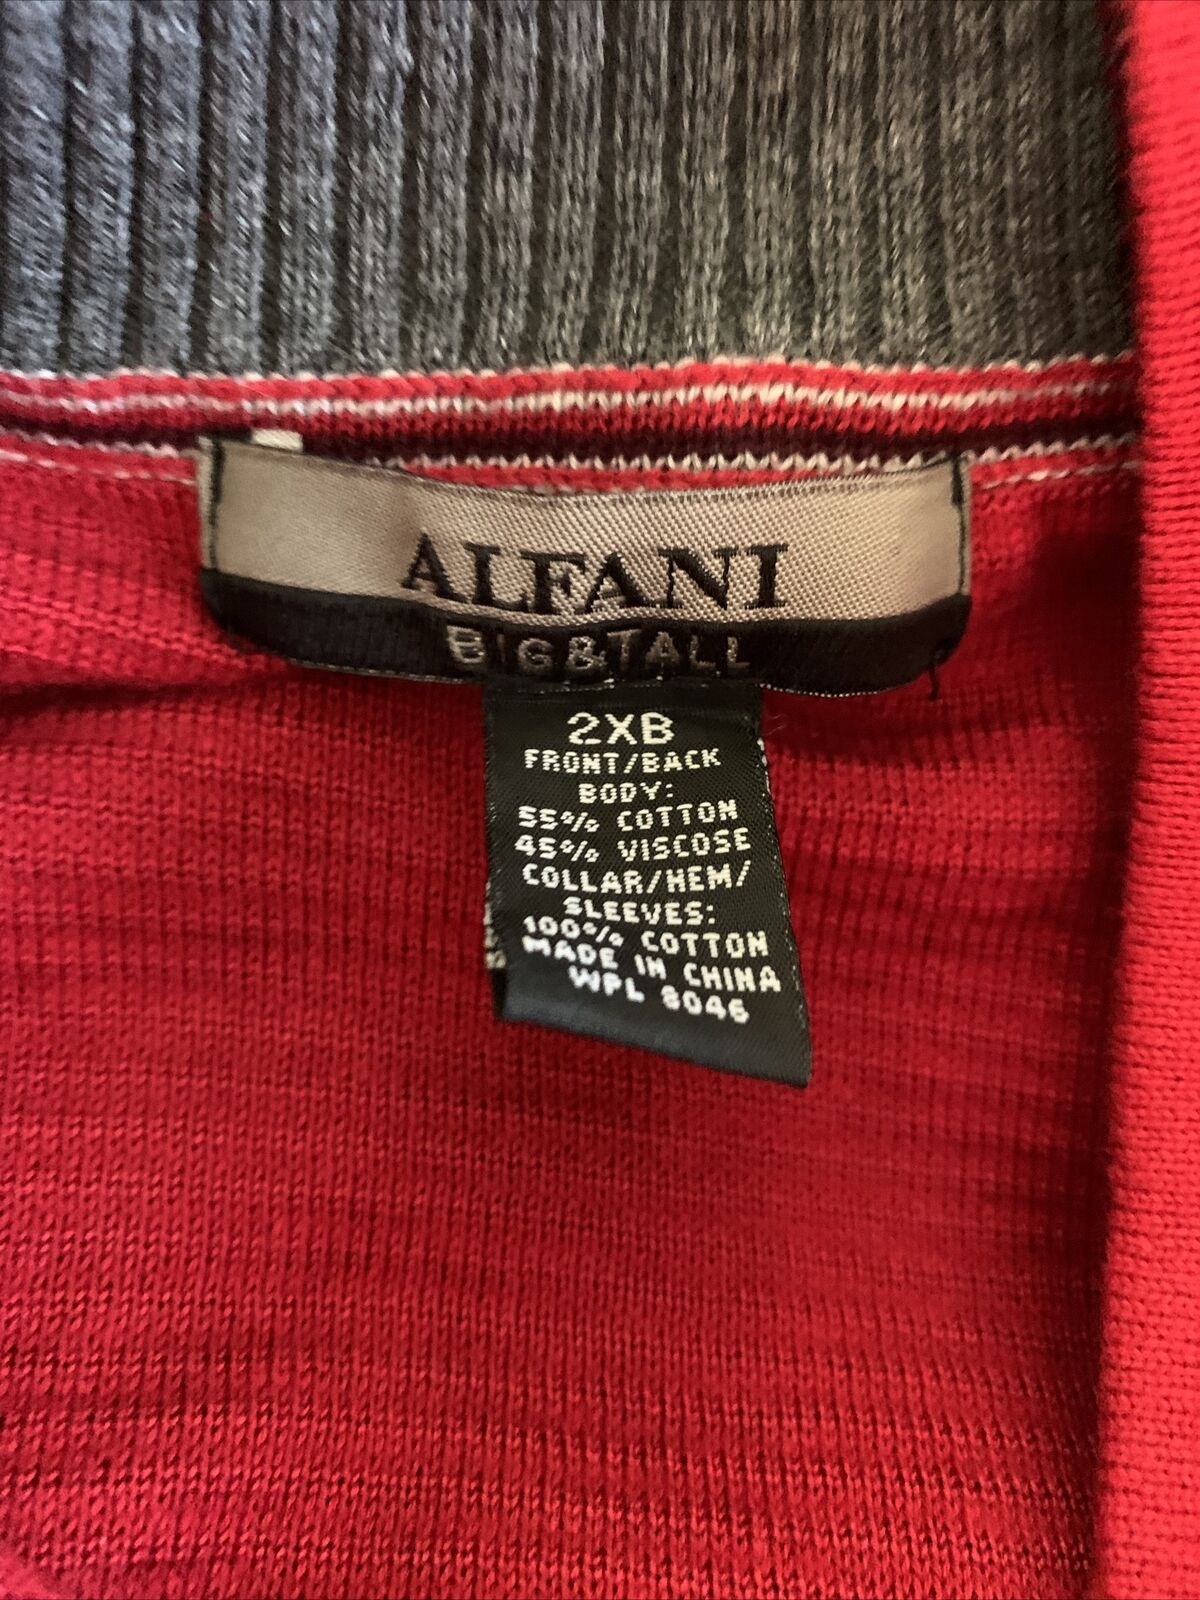 ALFANI
BIG&TALL
2XB
FRONT/BACK
BODY:
55% COTTON
45% VISCOSE
COLLAR/HEM/
SLEEVES:
100% COTTON
MADE IN CHINA
WPL 8046